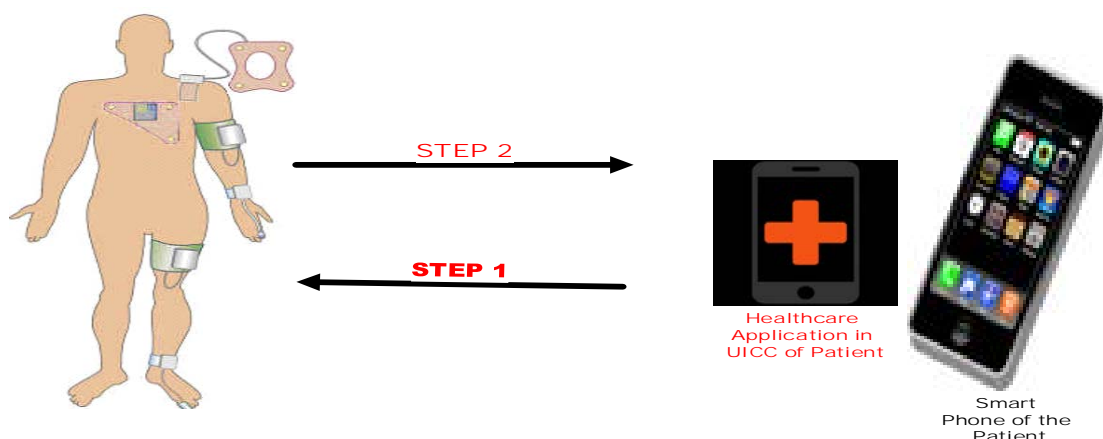 STEP 2
STEP 1
Healthcare
Application in
UICC of Patient
Smart
Phone of the
Patient